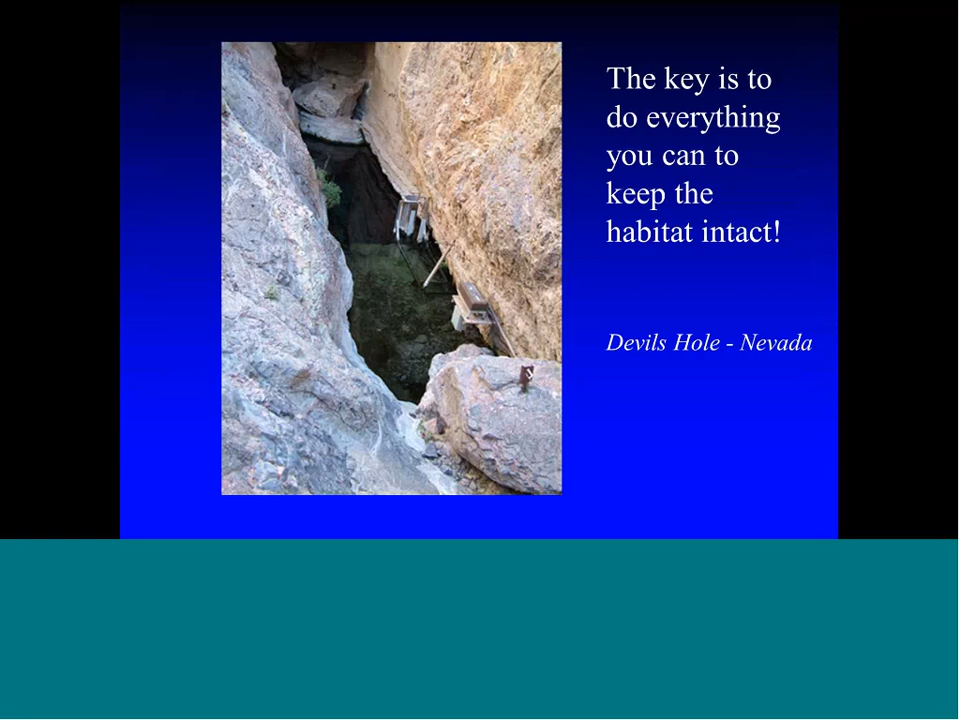 The key is to
do everything
you can to
keep the
habitat intact!
Devils Hole - Nevada